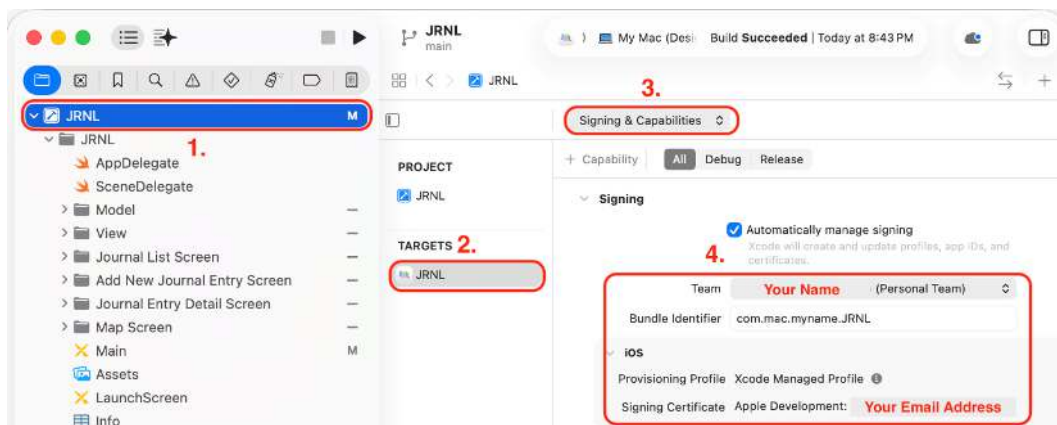 JRNL
main
My Mac (Desi Build Succeeded | Today at 8:43 PM
JRNL
3.
JRNL M
Signing & Capabilities
JRNL
1.
AppDelegate
SceneDelegate
Model
View
Journal List Screen
Add New Journal Entry Screen
Journal Entry Detail Screen
Map Screen
Main M
Assets
LaunchScreen
Info
PROJECT
JRNL
TARGETS 2.
JRNL
+ Capability All Debug Release
Signing
Automatically manage signing
Xcode will create and update profiles, app IDs, and
certificates.
4.
Team Your Name (Personal Team)
Bundle Identifier com.mac.myname.JRNL
iOS
Provisioning Profile Xcode Managed Profile
Signing Certificate Apple Development: Your Email Address